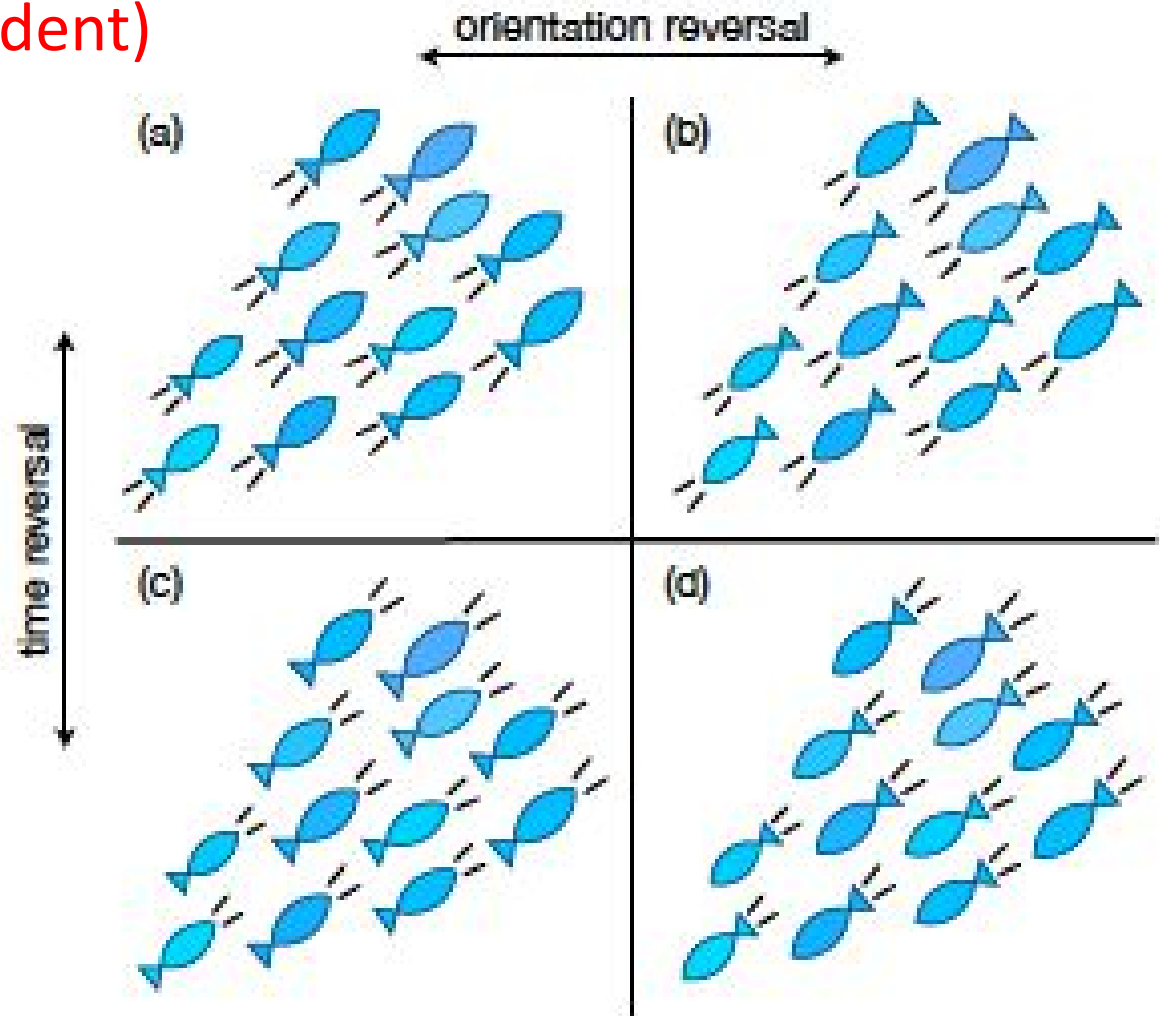 dent)
orientation reversal
(a)
(b)
time reversal
(c)
(d)